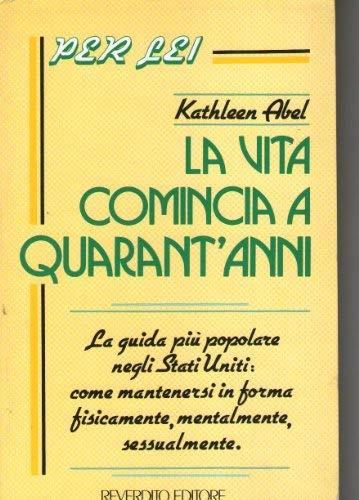 PER LEI
Kathleen Abel
LA VITA
COMINCIA A
QUARANT'ANNI
La guida più popolare
negli Stati Uniti:
come mantenersi in forma
fisicamente, mentalmente,
sessualmente.
REVERDITO EDITORE